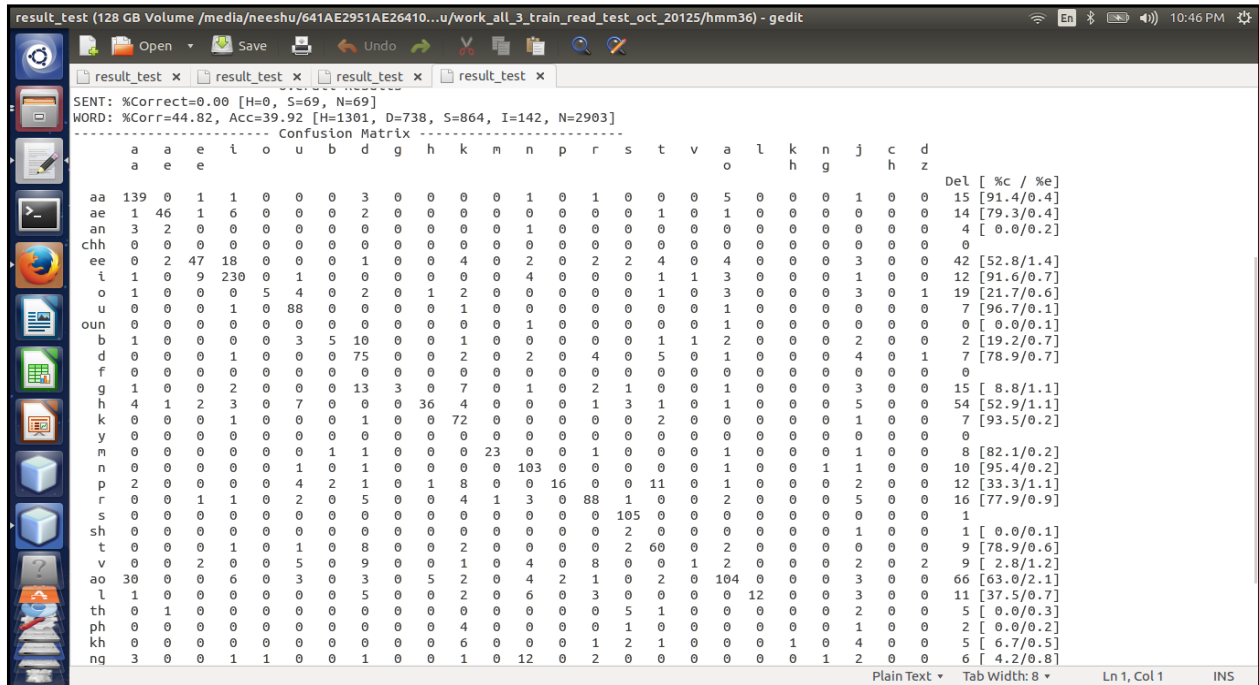 result_test (128 GB Volume /media/neeshu/641AE2951AE26410...u/work_all_3_train_read_test_oct_20125/hmm36) - gedit En 10:46 PM
Open Save Undo
result_test x result_test x result_test x result_test x
Overall Results
SENT: %Correct=0.00 [H=0, S=69, N=69]
WORD: %Corr=44.82, Acc=39.92 [H=1301, D=738, S=864, I=142, N=2903]
------------------------ Confusion Matrix -------------------------
a a e i o u b d g h k m n p r s t v a l k n j c d
a e e o h g h z
Del [ %c / %e]
aa 139 0 1 1 0 0 0 3 0 0 0 0 1 0 1 0 0 0 5 0 0 0 1 0 0 15 [91.4/0.4]
ae 1 46 1 6 0 0 0 2 0 0 0 0 0 0 0 0 1 0 1 0 0 0 0 0 0 14 [79.3/0.4]
an 3 2 0 0 0 0 0 0 0 0 0 0 1 0 0 0 0 0 0 0 0 0 0 0 0 4 [ 0.0/0.2]
chh 0 0 0 0 0 0 0 0 0 0 0 0 0 0 0 0 0 0 0 0 0 0 0 0 0 0
ee 0 2 47 18 0 0 0 1 0 0 4 0 2 0 2 2 4 0 4 0 0 0 3 0 0 42 [52.8/1.4]
i 1 0 9 230 0 1 0 0 0 0 0 0 4 0 0 0 1 1 3 0 0 0 1 0 0 12 [91.6/0.7]
o 1 0 0 0 5 4 0 2 0 1 2 0 0 0 0 0 1 0 3 0 0 0 3 0 1 19 [21.7/0.6]
u 0 0 0 1 0 88 0 0 0 0 1 0 0 0 0 0 0 0 1 0 0 0 0 0 0 7 [96.7/0.1]
oun 0 0 0 0 0 0 0 0 0 0 0 0 1 0 0 0 0 0 1 0 0 0 0 0 0 0 [ 0.0/0.1]
b 1 0 0 0 0 3 5 10 0 0 1 0 0 0 0 0 1 1 2 0 0 0 2 0 0 2 [19.2/0.7]
d 0 0 0 1 0 0 0 75 0 0 2 0 2 0 4 0 5 0 1 0 0 0 4 0 1 7 [78.9/0.7]
f 0 0 0 0 0 0 0 0 0 0 0 0 0 0 0 0 0 0 0 0 0 0 0 0 0 0
g 1 0 0 2 0 0 0 13 3 0 7 0 1 0 2 1 0 0 1 0 0 0 3 0 0 15 [ 8.8/1.1]
h 4 1 2 3 0 7 0 0 0 36 4 0 0 0 1 3 1 0 1 0 0 0 5 0 0 54 [52.9/1.1]
k 0 0 0 1 0 0 0 1 0 0 72 0 0 0 0 0 2 0 0 0 0 0 1 0 0 7 [93.5/0.2]
y 0 0 0 0 0 0 0 0 0 0 0 0 0 0 0 0 0 0 0 0 0 0 0 0 0 0
m 0 0 0 0 0 0 1 1 0 0 0 23 0 0 1 0 0 0 1 0 0 0 1 0 0 8 [82.1/0.2]
n 0 0 0 0 0 1 0 1 0 0 0 0 103 0 0 0 0 0 1 0 0 1 1 0 0 10 [95.4/0.2]
p 2 0 0 0 0 4 2 1 0 1 8 0 0 16 0 0 11 0 1 0 0 0 2 0 0 12 [33.3/1.1]
r 0 0 1 1 0 2 0 5 0 0 4 1 3 0 88 1 0 0 2 0 0 0 5 0 0 16 [77.9/0.9]
s 0 0 0 0 0 0 0 0 0 0 0 0 0 0 0 105 0 0 0 0 0 0 0 0 0 1
sh 0 0 0 0 0 0 0 0 0 0 0 0 0 0 0 2 0 0 0 0 0 0 1 0 0 1 [ 0.0/0.1]
t 0 0 0 1 0 1 0 8 0 0 2 0 0 0 0 2 60 0 2 0 0 0 0 0 0 9 [78.9/0.6]
v 0 0 2 0 0 5 0 9 0 0 1 0 4 0 8 0 0 1 2 0 0 0 2 0 2 9 [ 2.8/1.2]
ao 30 0 0 6 0 3 0 3 0 5 2 0 4 2 1 0 2 0 104 0 0 0 3 0 0 66 [63.0/2.1]
l 1 0 0 0 0 0 0 5 0 0 2 0 6 0 3 0 0 0 0 12 0 0 3 0 0 11 [37.5/0.7]
th 0 1 0 0 0 0 0 0 0 0 0 0 0 0 0 5 1 0 0 0 0 0 2 0 0 5 [ 0.0/0.3]
ph 0 0 0 0 0 0 0 0 0 0 4 0 0 0 0 1 0 0 0 0 0 0 1 0 0 2 [ 0.0/0.2]
kh 0 0 0 0 0 0 0 0 0 0 6 0 0 0 1 2 1 0 0 0 1 0 4 0 0 5 [ 6.7/0.5]
ng 3 0 0 1 1 0 0 1 0 0 1 0 12 0 2 0 0 0 0 0 0 1 2 0 0 6 [ 4.2/0.8]
Plain Text Tab Width: 8 Ln 1, Col 1 INS